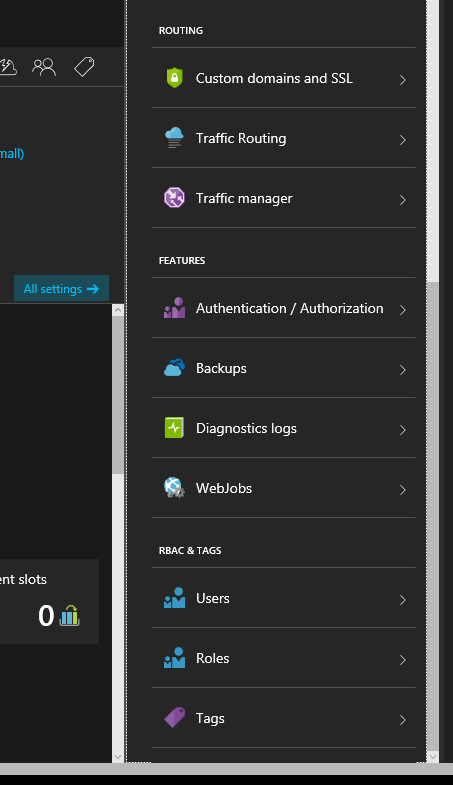 mall)
All settings
ent slots
0
ROUTING
Custom domains and SSL
Traffic Routing
Traffic manager
FEATURES
Authentication / Authorization
Backups
Diagnostics logs
WebJobs
RBAC & TAGS
Users
Roles
Tags